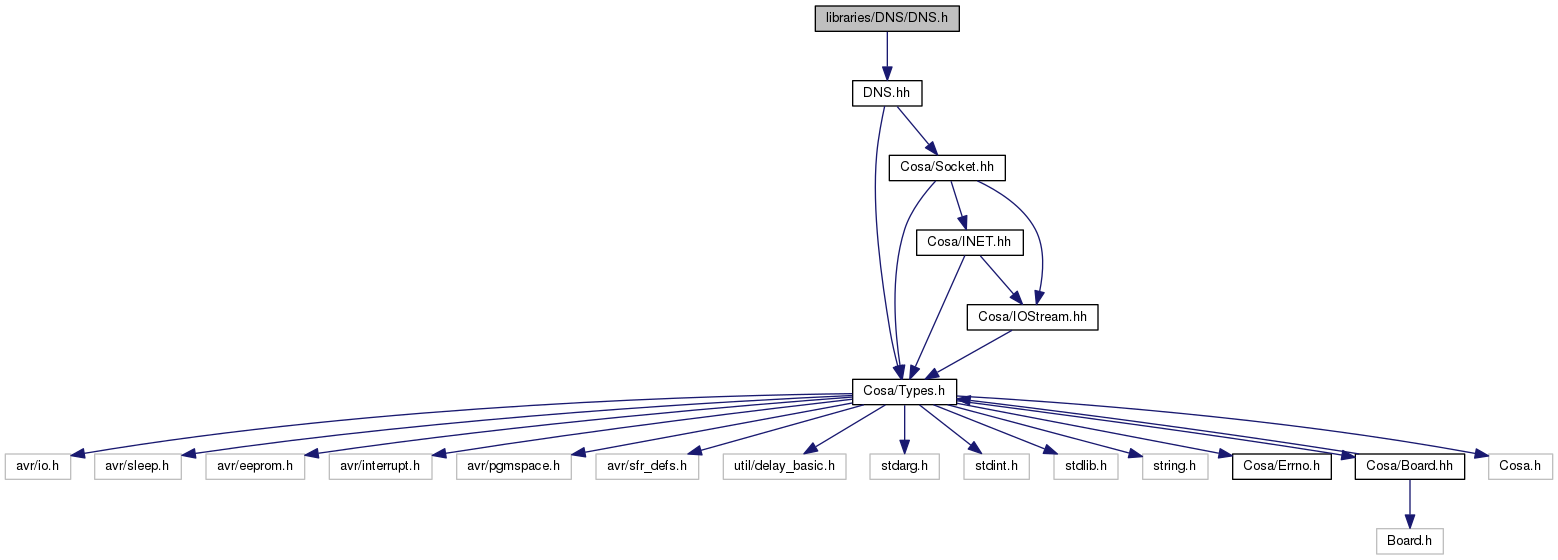 libraries/DNS/DNS.h
DNS.hh
Cosa/Socket.hh
Cosa/INET.hh
Cosa/IOStream.hh
Cosa/Types.h
avr/io.h
avr/sleep.h
avr/eeprom.h
avr/interrupt.h
avr/pgmspace.h
avr/sfr_defs.h
util/delay_basic.h
stdarg.h
stdint.h
stdlib.h
string.h
Cosa/Errno.h
Cosa/Board.hh
Cosa.h
Board.h